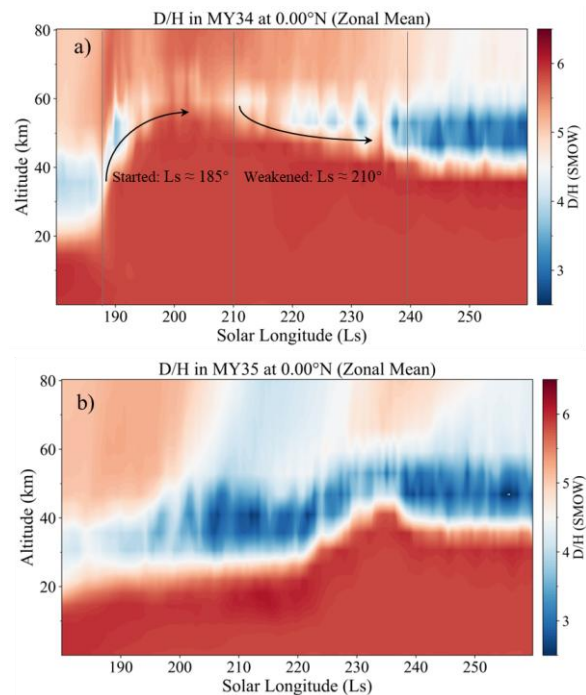 D/H in MY34 at 0.00°N (Zonal Mean)
a)
80
60
40
20
Altitude (km)
Started: Ls ≈ 185°
Weakened: Ls ≈ 210°
190
200
210
220
230
240
250
Solar Longitude (Ls)
6
5
4
3
D/H (SMOW)
D/H in MY35 at 0.00°N (Zonal Mean)
b)
80
60
40
20
Altitude (km)
190
200
210
220
230
240
250
Solar Longitude (Ls)
6
5
4
3
D/H (SMOW)